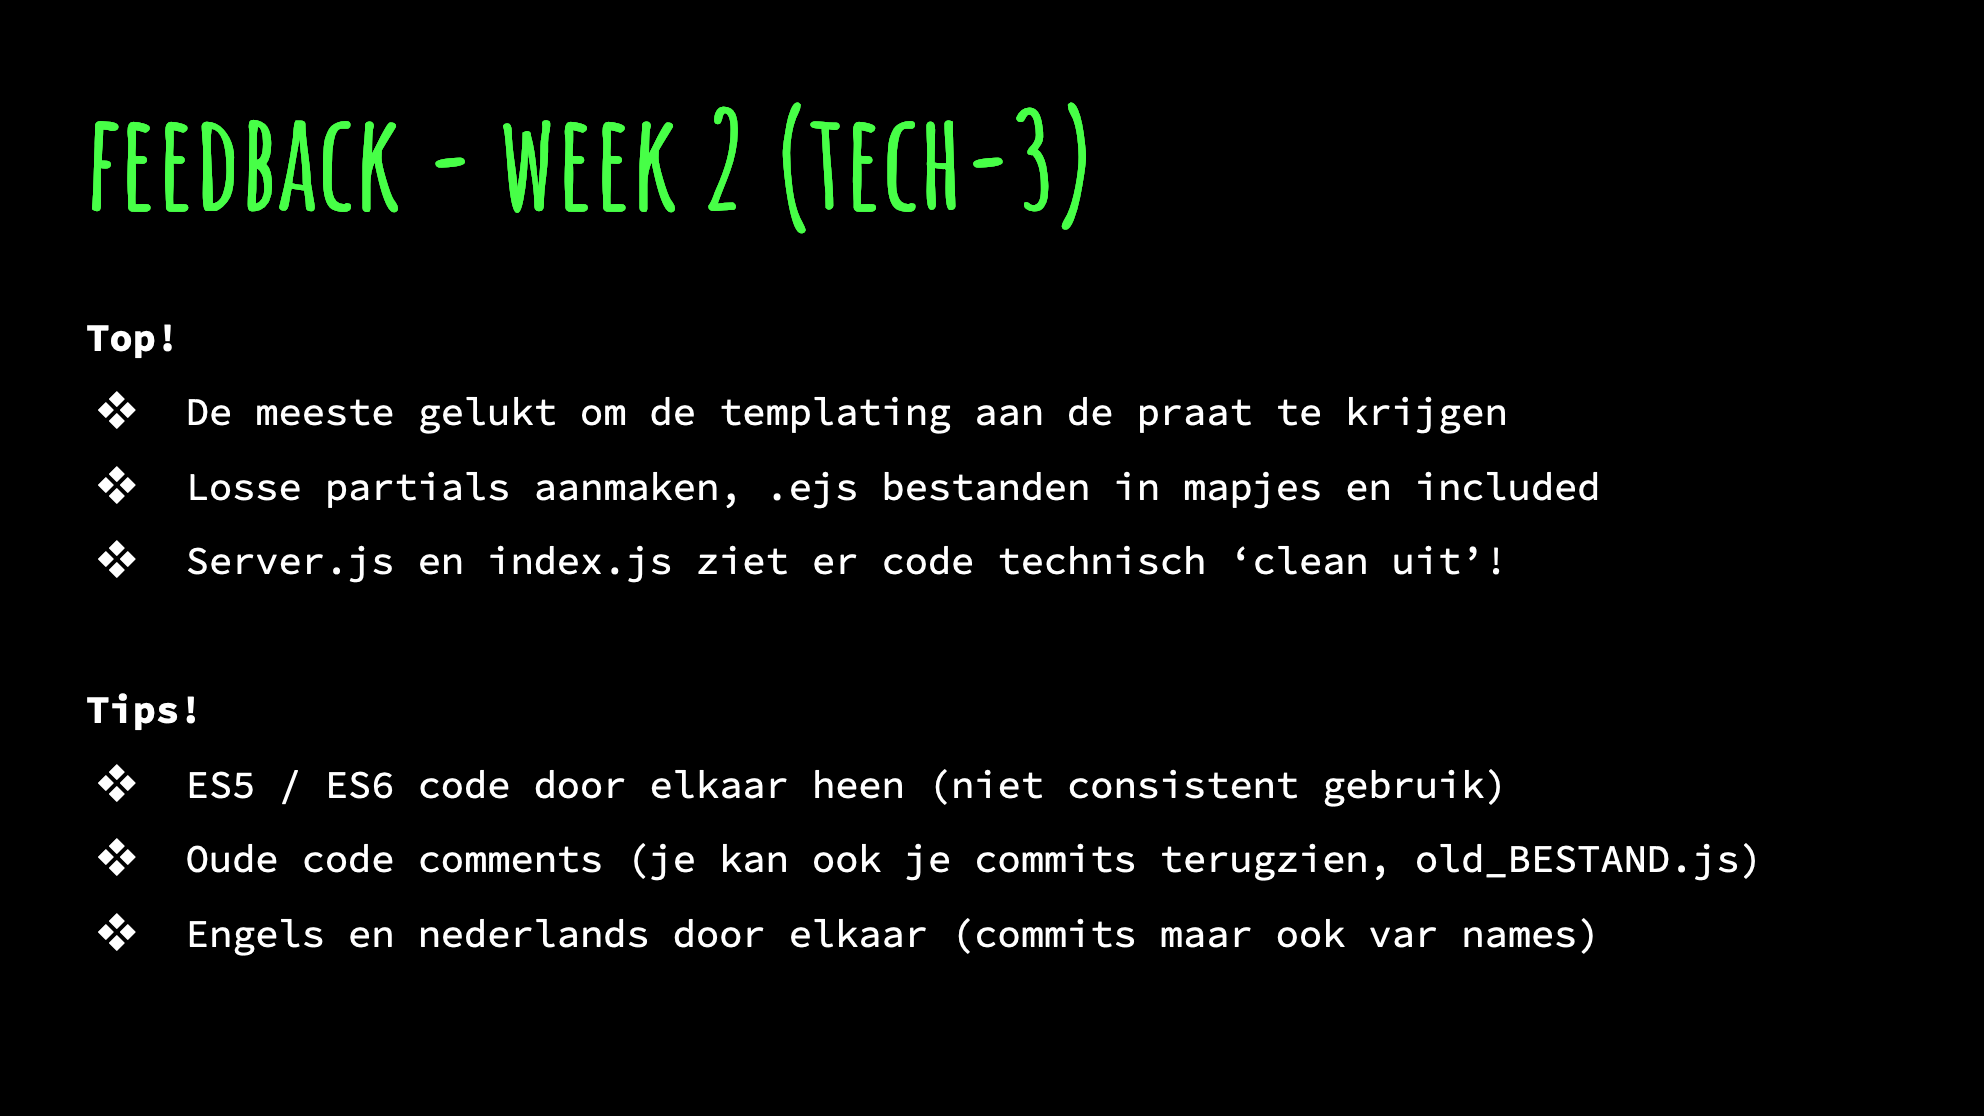 FEEDBACK - WEEK 2 (TECH-3)
Top!
❖ De meeste gelukt om de templating aan de praat te krijgen
❖ Losse partials aanmaken, .ejs bestanden in mapjes en included
❖ Server.js en index.js ziet er code technisch ‘clean uit’!
Tips!
❖ ES5 / ES6 code door elkaar heen (niet consistent gebruik)
❖ Oude code comments (je kan ook je commits terugzien, old_BESTAND.js)
❖ Engels en nederlands door elkaar (commits maar ook var names)